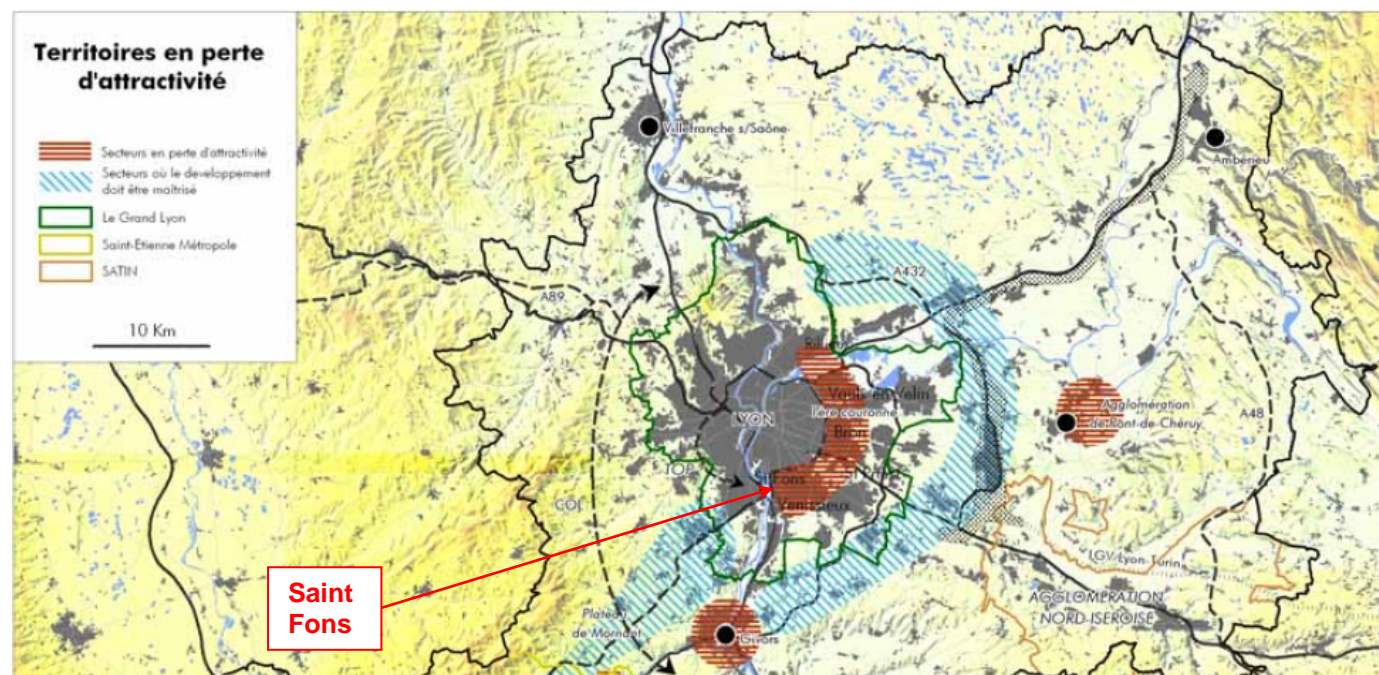 Territoires en perte
d'attractivité
Secteurs en perte d'attractivité
Secteurs où le développement
doit être maîtrisé
Le Grand Lyon
Saint-Etienne Métropole
SATIN
10 Km
Villefranche s/Saône
Ambérieu
A432
A89
Vaulx en Velin
1ère couronne
LYON
Bron
Agglomération
de Pont-de-Chéruy
A48
TOP
St Fons
Vénissieux
COL
LGV Lyon-Turin
Saint
Fons
AGGLOMERATION
NORD-ISEROISE
Plateau
de Mornant
Givors